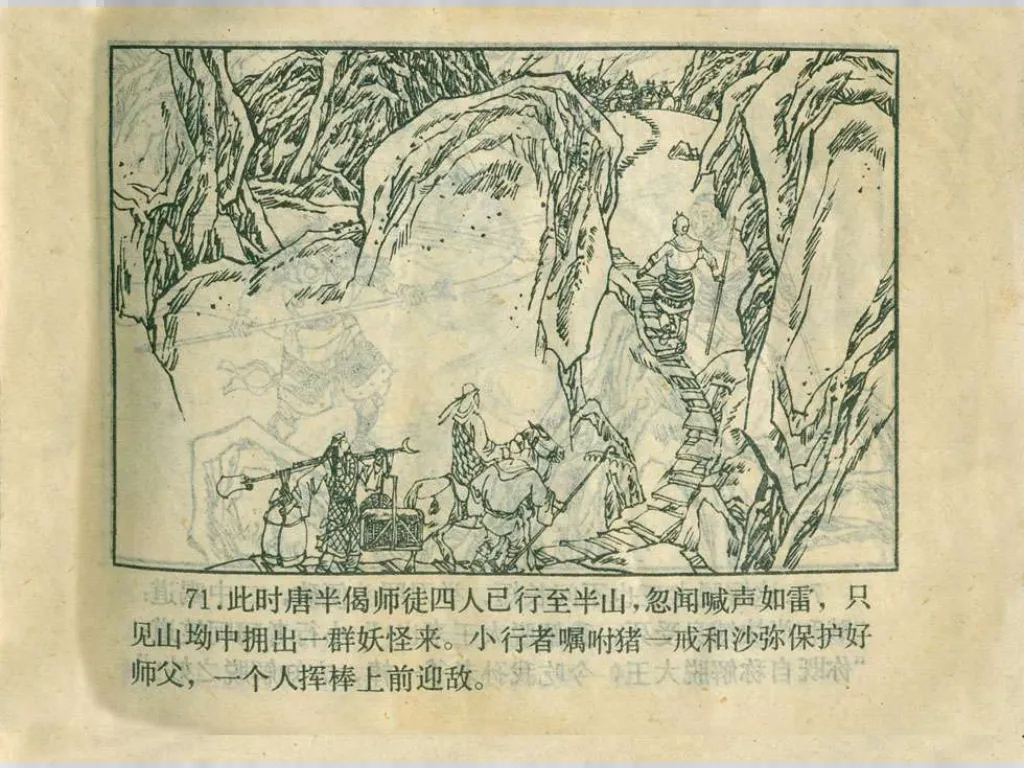 71.此时唐半偈师徒四人已行至半山,忽闻喊声如雷,只
见山坳中拥出一群妖怪来。小行者嘱咐猪一戒和沙弥保护好
师父,一个人挥棒上前迎敌。